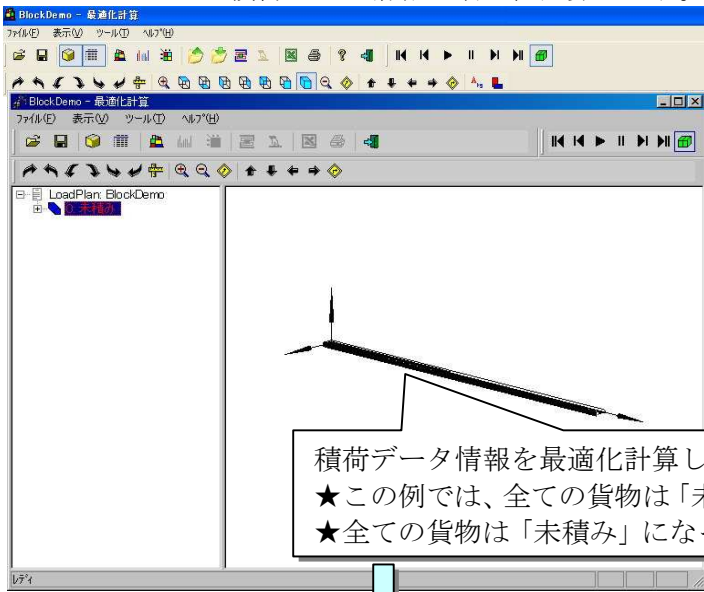 BlockDemo - 最適化計算
ファイル(F) 表示(V) ツール(T) ヘルプ(H)
BlockDemo - 最適化計算
ファイル(F) 表示(V) ツール(T) ヘルプ(H)
LoadPlan: BlockDemo
0: 未積み
積荷データ情報を最適化計算し
★この例では、全ての貨物は「未
★全ての貨物は「未積み」にな
レディ